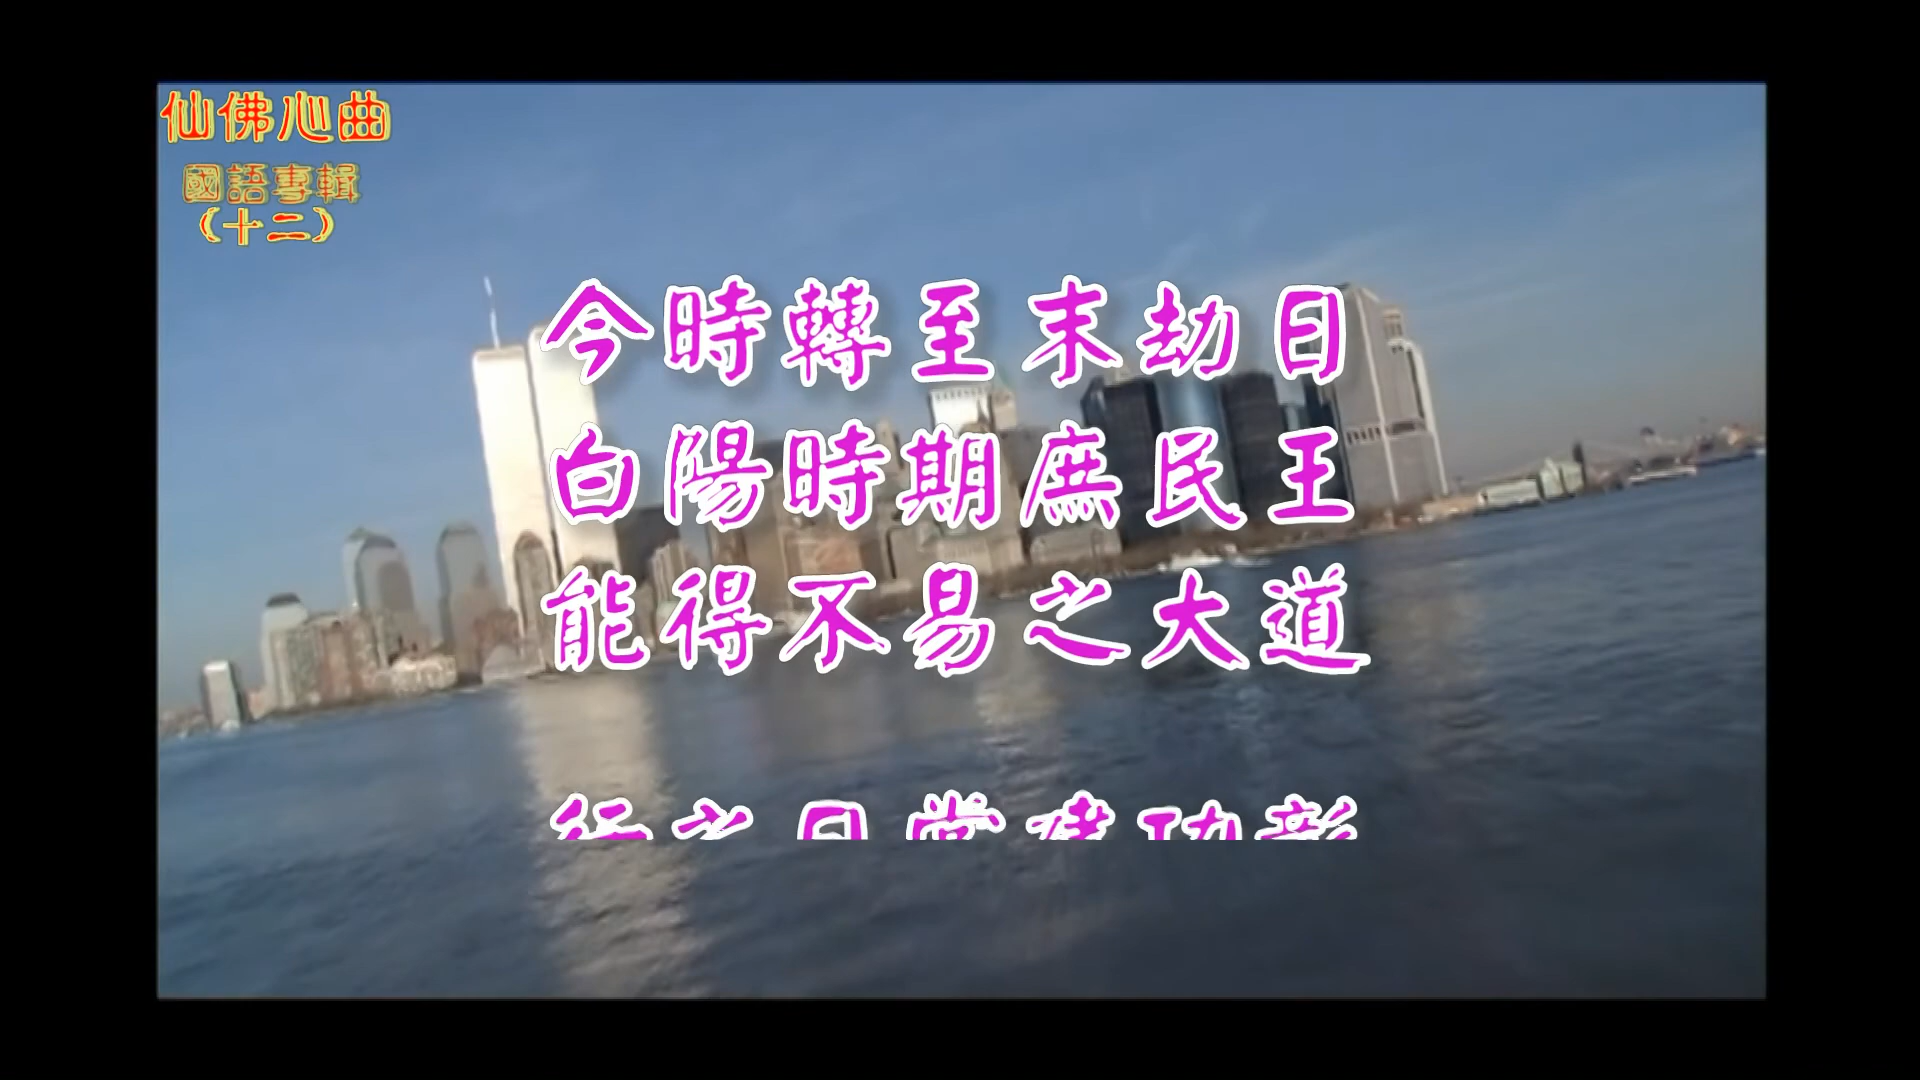 仙佛心曲
國語專輯
(十二)
今時轉至末劫目
白陽時期庶民王
能得不易之大道